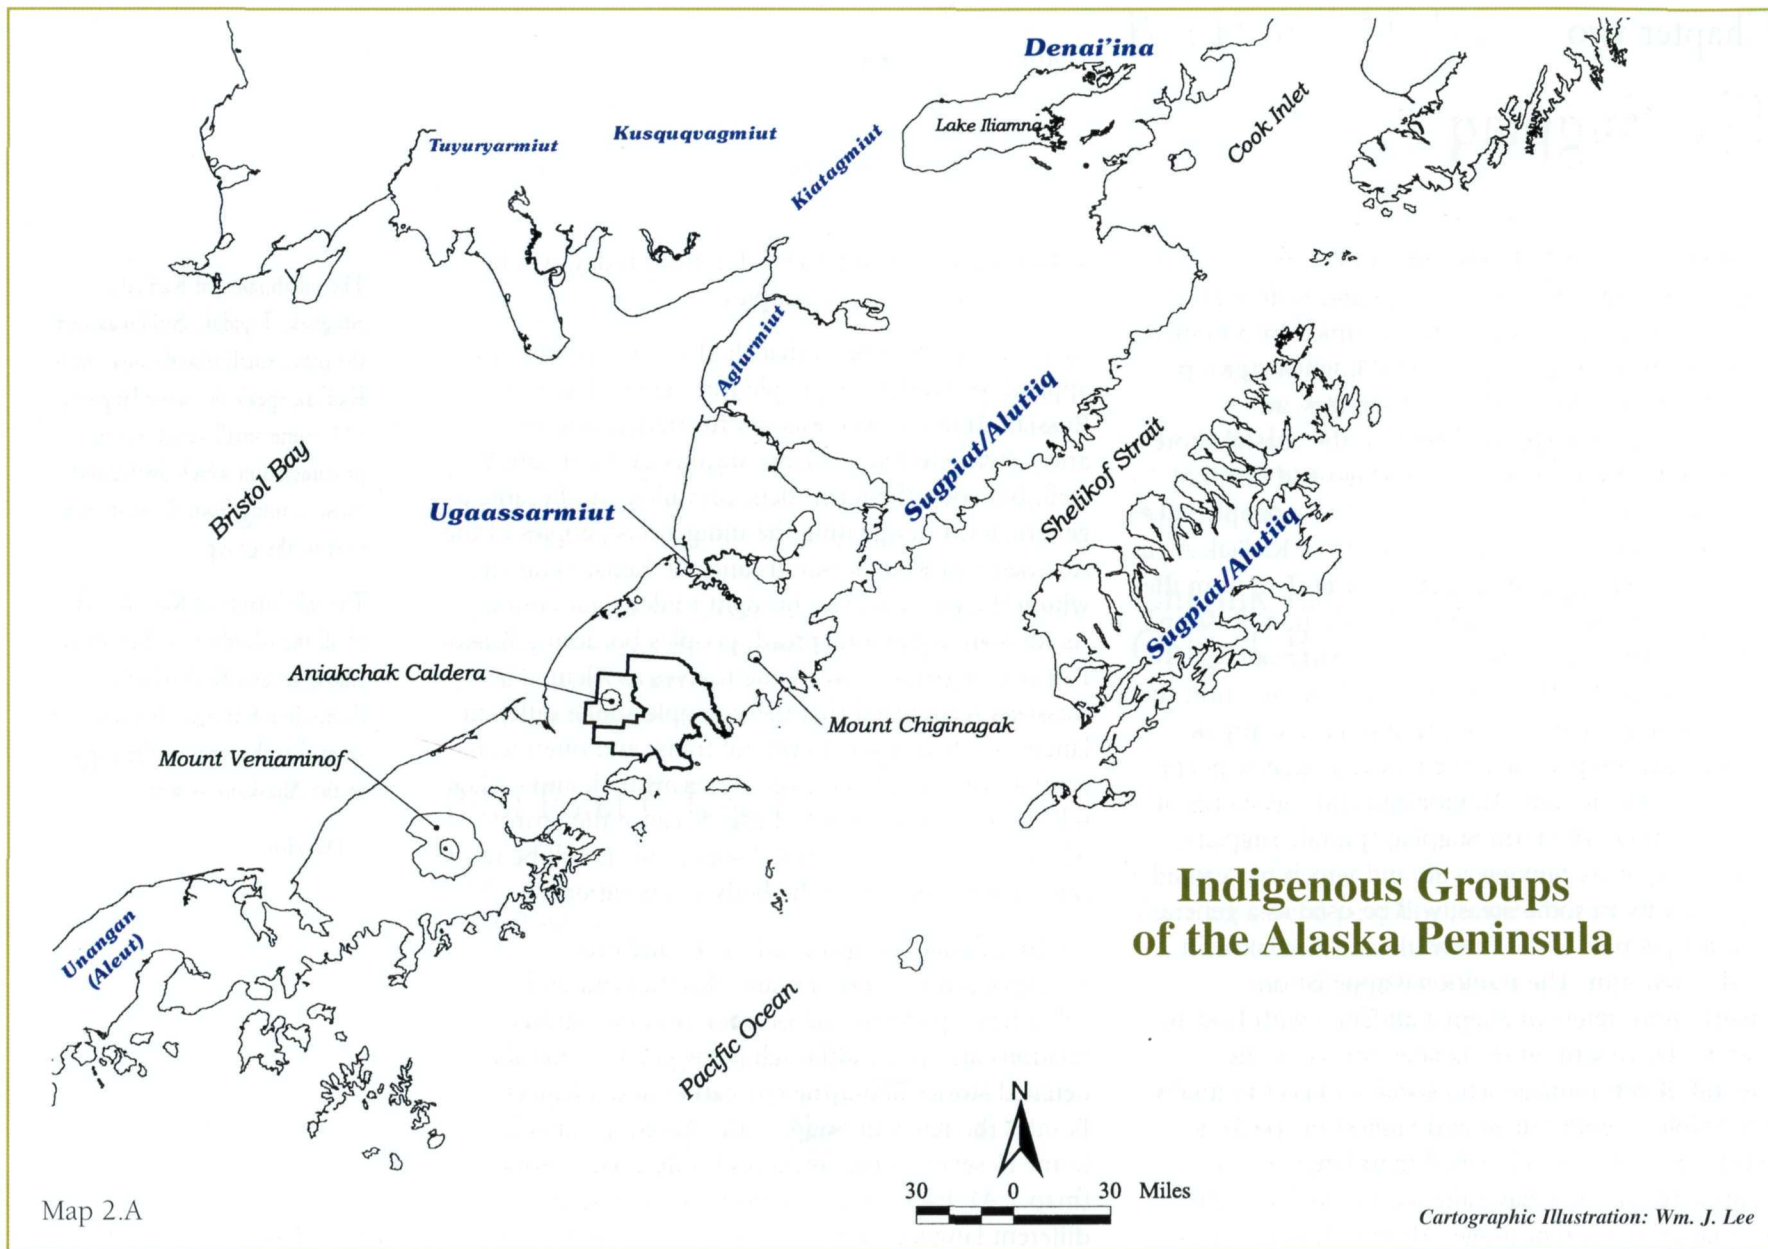 hapter
Denai'ina
Lake Iliamna
Cook Inlet
Tuyuryarmiut
Kusquqvagmiut
Kiatagmiut
Aglurmiut
Bristol Bay
Sugpiat/Alutiiq
Shelikof Strait
Ugaassarmiut
Sugpiat/Alutiiq
Aniakchak Caldera
Mount Chiginagak
Mount Veniaminof
Unangan
(Aleut)
Indigenous Groups
of the Alaska Peninsula
Pacific Ocean
N
30 0 30 Miles
Map 2.A
Cartographic Illustration: Wm. J. Lee